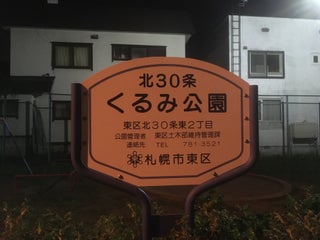 北30条
くるみ公園
東区北30条東2丁目
公園管理者 東区土木部維持管理課
連絡先 TEL 781-3521
札幌市東区